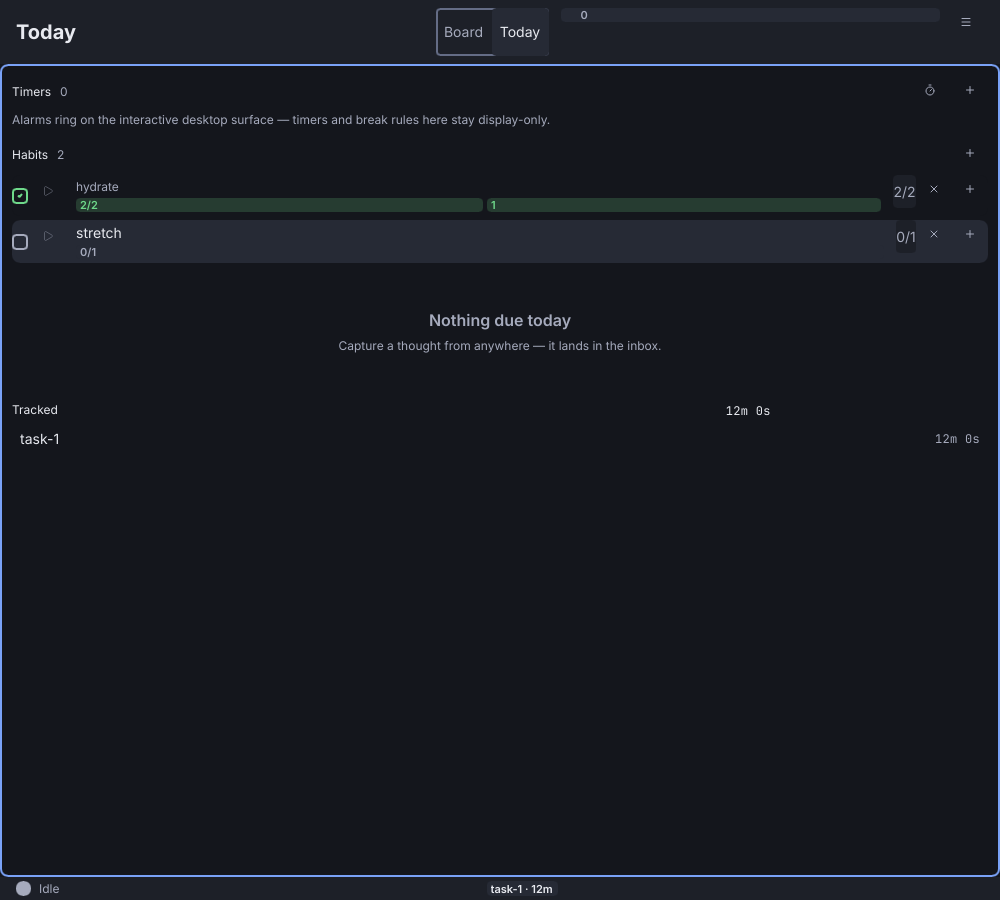 Today
Board Today
0
Timers 0
Alarms ring on the interactive desktop surface — timers and break rules here stay display-only.
Habits 2
hydrate
2/2 1 2/2
stretch
0/1 0/1
Nothing due today
Capture a thought from anywhere — it lands in the inbox.
Tracked 12m 0s
task-1 12m 0s
Idle task-1 · 12m